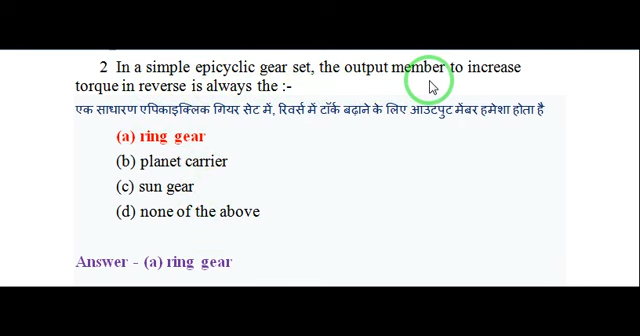 2 In a simple epicyclic gear set, the output member to increase
torque in reverse is always the :-
एक साधारण एपिकाइक्लिक गियर सेट में, रिवर्स में टॉर्क बढ़ाने के लिए आउटपुट मेंबर हमेशा होता है
(a) ring gear
(b) planet carrier
(c) sun gear
(d) none of the above
Answer - (a) ring gear